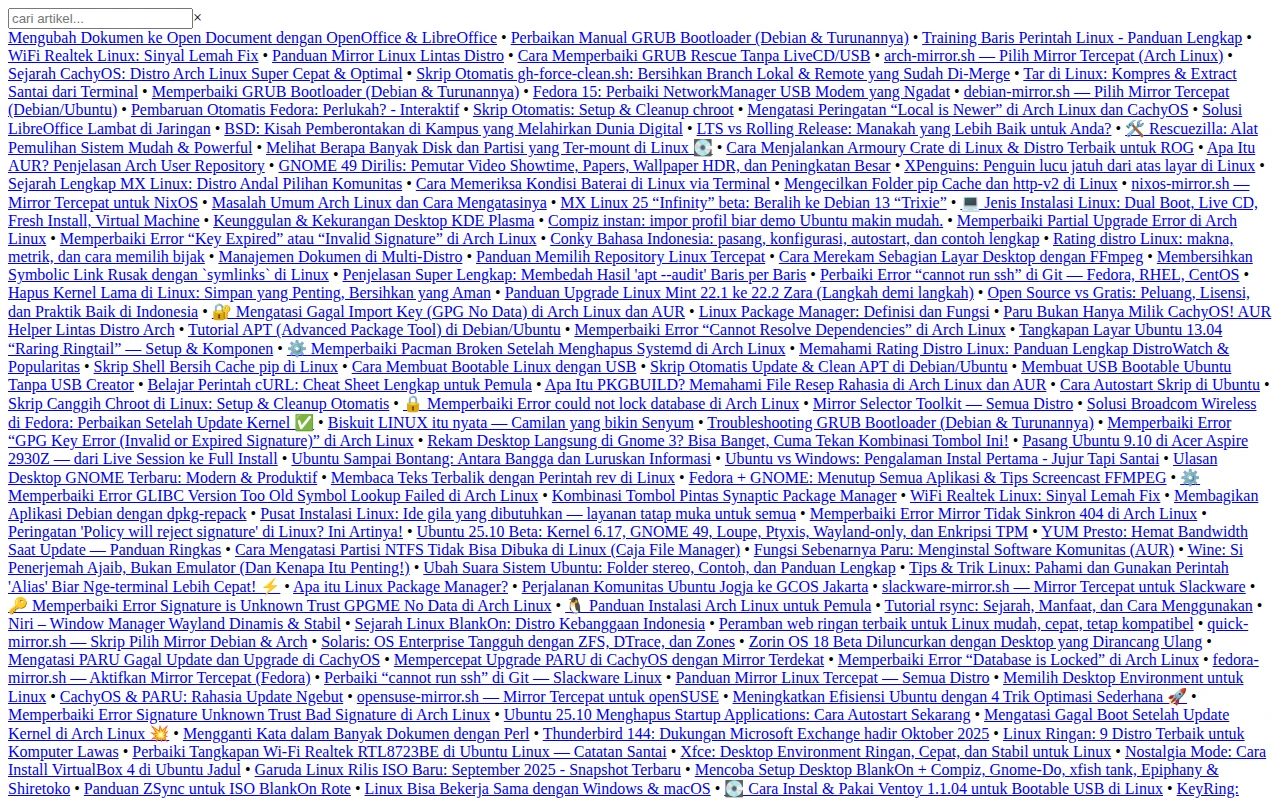 cari artikel... ×
Mengubah Dokumen ke Open Document dengan OpenOffice & LibreOffice • Perbaikan Manual GRUB Bootloader (Debian & Turunannya) • Training Baris Perintah Linux - Panduan Lengkap •
WiFi Realtek Linux: Sinyal Lemah Fix • Panduan Mirror Linux Lintas Distro • Cara Memperbaiki GRUB Rescue Tanpa LiveCD/USB • arch-mirror.sh — Pilih Mirror Tercepat (Arch Linux) •
Sejarah CachyOS: Distro Arch Linux Super Cepat & Optimal • Skrip Otomatis gh-force-clean.sh: Bersihkan Branch Lokal & Remote yang Sudah Di-Merge • Tar di Linux: Kompres & Extract
Santai dari Terminal • Memperbaiki GRUB Bootloader (Debian & Turunannya) • Fedora 15: Perbaiki NetworkManager USB Modem yang Ngadat • debian-mirror.sh — Pilih Mirror Tercepat
(Debian/Ubuntu) • Pembaruan Otomatis Fedora: Perlukah? - Interaktif • Skrip Otomatis: Setup & Cleanup chroot • Mengatasi Peringatan “Local is Newer” di Arch Linux dan CachyOS • Solusi
LibreOffice Lambat di Jaringan • BSD: Kisah Pemberontakan di Kampus yang Melahirkan Dunia Digital • LTS vs Rolling Release: Manakah yang Lebih Baik untuk Anda? • 🛠️ Rescuezilla: Alat
Pemulihan Sistem Mudah & Powerful • Melihat Berapa Banyak Disk dan Partisi yang Ter-mount di Linux 💽 • Cara Menjalankan Armoury Crate di Linux & Distro Terbaik untuk ROG • Apa Itu
AUR? Penjelasan Arch User Repository • GNOME 49 Dirilis: Pemutar Video Showtime, Papers, Wallpaper HDR, dan Peningkatan Besar • XPenguins: Penguin lucu jatuh dari atas layar di Linux •
Sejarah Lengkap MX Linux: Distro Andal Pilihan Komunitas • Cara Memeriksa Kondisi Baterai di Linux via Terminal • Mengecilkan Folder pip Cache dan http-v2 di Linux • nixos-mirror.sh —
Mirror Tercepat untuk NixOS • Masalah Umum Arch Linux dan Cara Mengatasinya • MX Linux 25 “Infinity” beta: Beralih ke Debian 13 “Trixie” • 💻 Jenis Instalasi Linux: Dual Boot, Live CD,
Fresh Install, Virtual Machine • Keunggulan & Kekurangan Desktop KDE Plasma • Compiz instan: impor profil biar demo Ubuntu makin mudah. • Memperbaiki Partial Upgrade Error di Arch
Linux • Memperbaiki Error “Key Expired” atau “Invalid Signature” di Arch Linux • Conky Bahasa Indonesia: pasang, konfigurasi, autostart, dan contoh lengkap • Rating distro Linux: makna,
metrik, dan cara memilih bijak • Manajemen Dokumen di Multi-Distro • Panduan Memilih Repository Linux Tercepat • Cara Merekam Sebagian Layar Desktop dengan FFmpeg • Membersihkan
Symbolic Link Rusak dengan `symlinks` di Linux • Penjelasan Super Lengkap: Membedah Hasil 'apt --audit' Baris per Baris • Perbaiki Error “cannot run ssh” di Git — Fedora, RHEL, CentOS •
Hapus Kernel Lama di Linux: Simpan yang Penting, Bersihkan yang Aman • Panduan Upgrade Linux Mint 22.1 ke 22.2 Zara (Langkah demi langkah) • Open Source vs Gratis: Peluang, Lisensi,
dan Praktik Baik di Indonesia • 🔐 Mengatasi Gagal Import Key (GPG No Data) di Arch Linux dan AUR • Linux Package Manager: Definisi dan Fungsi • Paru Bukan Hanya Milik CachyOS! AUR
Helper Lintas Distro Arch • Tutorial APT (Advanced Package Tool) di Debian/Ubuntu • Memperbaiki Error “Cannot Resolve Dependencies” di Arch Linux • Tangkapan Layar Ubuntu 13.04
“Raring Ringtail” — Setup & Komponen • ⚙️ Memperbaiki Pacman Broken Setelah Menghapus Systemd di Arch Linux • Memahami Rating Distro Linux: Panduan Lengkap DistroWatch &
Popularitas • Skrip Shell Bersih Cache pip di Linux • Cara Membuat Bootable Linux dengan USB • Skrip Otomatis Update & Clean APT di Debian/Ubuntu • Membuat USB Bootable Ubuntu
Tanpa USB Creator • Belajar Perintah cURL: Cheat Sheet Lengkap untuk Pemula • Apa Itu PKGBUILD? Memahami File Resep Rahasia di Arch Linux dan AUR • Cara Autostart Skrip di Ubuntu •
Skrip Canggih Chroot di Linux: Setup & Cleanup Otomatis • 🔒 Memperbaiki Error could not lock database di Arch Linux • Mirror Selector Toolkit — Semua Distro • Solusi Broadcom Wireless
di Fedora: Perbaikan Setelah Update Kernel ✅ • Biskuit LINUX itu nyata — Camilan yang bikin Senyum • Troubleshooting GRUB Bootloader (Debian & Turunannya) • Memperbaiki Error
“GPG Key Error (Invalid or Expired Signature)” di Arch Linux • Rekam Desktop Langsung di Gnome 3? Bisa Banget, Cuma Tekan Kombinasi Tombol Ini! • Pasang Ubuntu 9.10 di Acer Aspire
2930Z — dari Live Session ke Full Install • Ubuntu Sampai Bontang: Antara Bangga dan Luruskan Informasi • Ubuntu vs Windows: Pengalaman Instal Pertama - Jujur Tapi Santai • Ulasan
Desktop GNOME Terbaru: Modern & Produktif • Membaca Teks Terbalik dengan Perintah rev di Linux • Fedora + GNOME: Menutup Semua Aplikasi & Tips Screencast FFMPEG • ⚙️
Memperbaiki Error GLIBC Version Too Old Symbol Lookup Failed di Arch Linux • Kombinasi Tombol Pintas Synaptic Package Manager • WiFi Realtek Linux: Sinyal Lemah Fix • Membagikan
Aplikasi Debian dengan dpkg-repack • Pusat Instalasi Linux: Ide gila yang dibutuhkan — layanan tatap muka untuk semua • Memperbaiki Error Mirror Tidak Sinkron 404 di Arch Linux •
Peringatan 'Policy will reject signature' di Linux? Ini Artinya! • Ubuntu 25.10 Beta: Kernel 6.17, GNOME 49, Loupe, Ptyxis, Wayland-only, dan Enkripsi TPM • YUM Presto: Hemat Bandwidth
Saat Update — Panduan Ringkas • Cara Mengatasi Partisi NTFS Tidak Bisa Dibuka di Linux (Caja File Manager) • Fungsi Sebenarnya Paru: Menginstal Software Komunitas (AUR) • Wine: Si
Penerjemah Ajaib, Bukan Emulator (Dan Kenapa Itu Penting!) • Ubah Suara Sistem Ubuntu: Folder stereo, Contoh, dan Panduan Lengkap • Tips & Trik Linux: Pahami dan Gunakan Perintah
'Alias' Biar Nge-terminal Lebih Cepat! ⚡ • Apa itu Linux Package Manager? • Perjalanan Komunitas Ubuntu Jogja ke GCOS Jakarta • slackware-mirror.sh — Mirror Tercepat untuk Slackware •
🔑 Memperbaiki Error Signature is Unknown Trust GPGME No Data di Arch Linux • 🐧 Panduan Instalasi Arch Linux untuk Pemula • Tutorial rsync: Sejarah, Manfaat, dan Cara Menggunakan •
Niri – Window Manager Wayland Dinamis & Stabil • Sejarah Linux BlankOn: Distro Kebanggaan Indonesia • Peramban web ringan terbaik untuk Linux mudah, cepat, tetap kompatibel • quick-
mirror.sh — Skrip Pilih Mirror Debian & Arch • Solaris: OS Enterprise Tangguh dengan ZFS, DTrace, dan Zones • Zorin OS 18 Beta Diluncurkan dengan Desktop yang Dirancang Ulang •
Mengatasi PARU Gagal Update dan Upgrade di CachyOS • Mempercepat Upgrade PARU di CachyOS dengan Mirror Terdekat • Memperbaiki Error “Database is Locked” di Arch Linux • fedora-
mirror.sh — Aktifkan Mirror Tercepat (Fedora) • Perbaiki “cannot run ssh” di Git — Slackware Linux • Panduan Mirror Linux Tercepat — Semua Distro • Memilih Desktop Environment untuk
Linux • CachyOS & PARU: Rahasia Update Ngebut • opensuse-mirror.sh — Mirror Tercepat untuk openSUSE • Meningkatkan Efisiensi Ubuntu dengan 4 Trik Optimasi Sederhana 🚀 •
Memperbaiki Error Signature Unknown Trust Bad Signature di Arch Linux • Ubuntu 25.10 Menghapus Startup Applications: Cara Autostart Sekarang • Mengatasi Gagal Boot Setelah Update
Kernel di Arch Linux 💥 • Mengganti Kata dalam Banyak Dokumen dengan Perl • Thunderbird 144: Dukungan Microsoft Exchange hadir Oktober 2025 • Linux Ringan: 9 Distro Terbaik untuk
Komputer Lawas • Perbaiki Tangkapan Wi-Fi Realtek RTL8723BE di Ubuntu Linux — Catatan Santai • Xfce: Desktop Environment Ringan, Cepat, dan Stabil untuk Linux • Nostalgia Mode: Cara
Install VirtualBox 4 di Ubuntu Jadul • Garuda Linux Rilis ISO Baru: September 2025 - Snapshot Terbaru • Mencoba Setup Desktop BlankOn + Compiz, Gnome-Do, xfish tank, Epiphany &
Shiretoko • Panduan ZSync untuk ISO BlankOn Rote • Linux Bisa Bekerja Sama dengan Windows & macOS • 💽 Cara Instal & Pakai Ventoy 1.1.04 untuk Bootable USB di Linux • KeyRing: